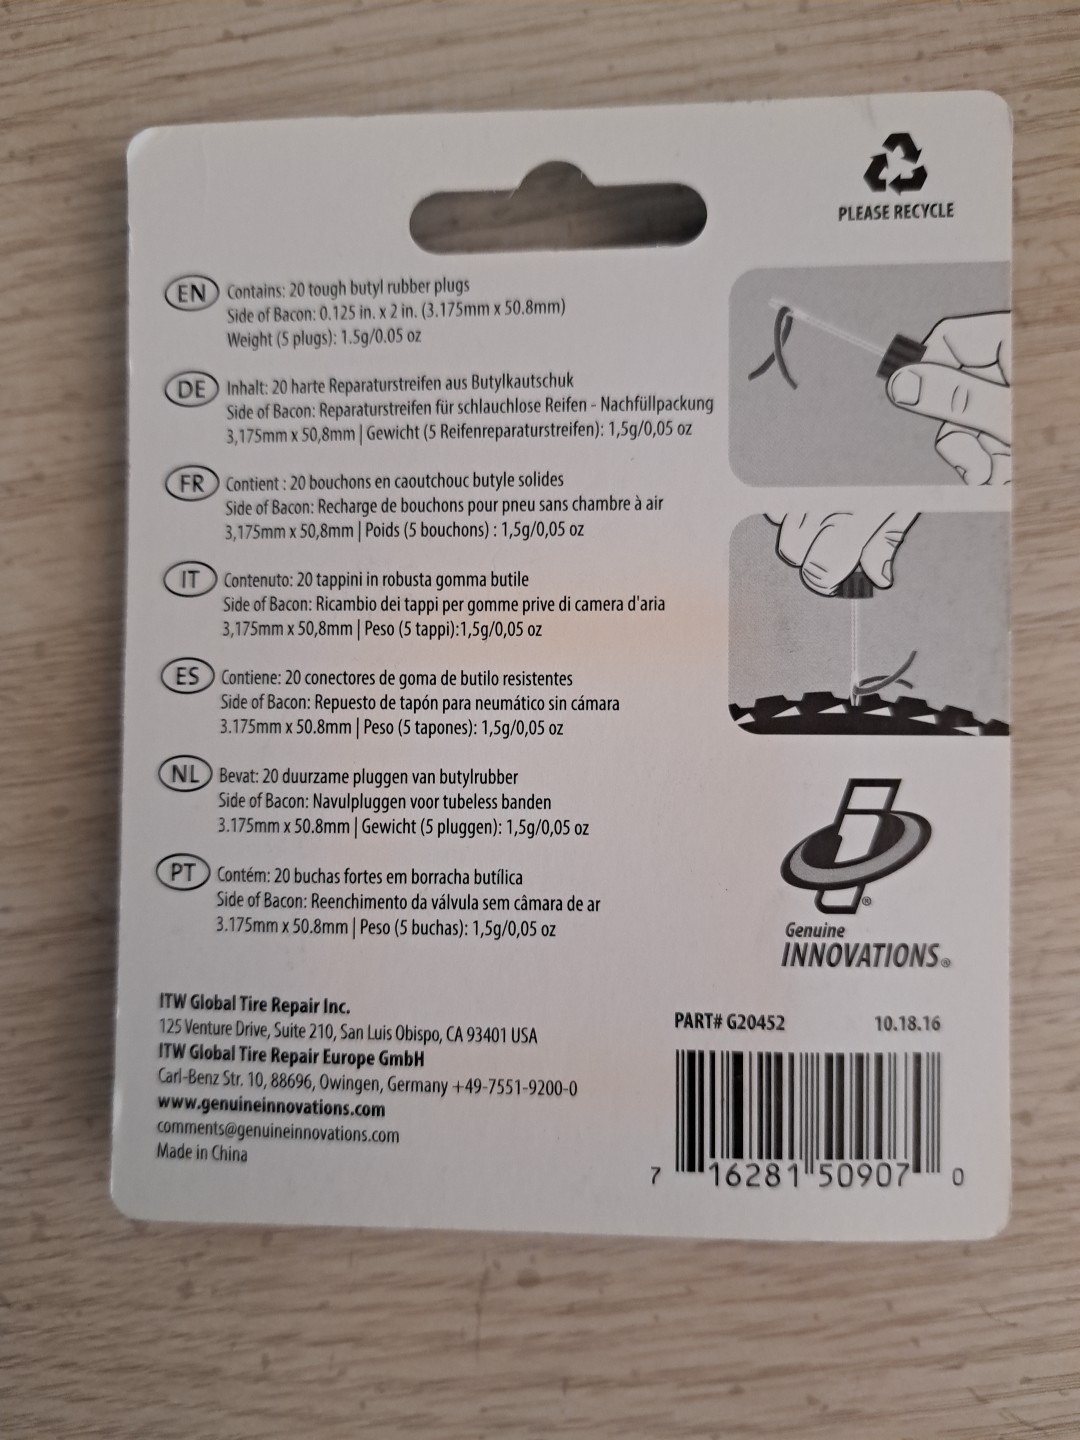 PLEASE RECYCLE
EN Contains: 20 tough butyl rubber plugs
Side of Bacon: 0.125 in. x 2 in. (3.175mm x 50.8mm)
Weight (5 plugs): 1.5g/0.05 oz
DE Inhalt: 20 harte Reparaturstreifen aus Butylkautschuk
Side of Bacon: Reparaturstreifen für schlauchlose Reifen - Nachfüllpackung
3,175mm x 50,8mm | Gewicht (5 Reifenreparaturstreifen): 1,5g/0,05 oz
FR Contient : 20 bouchons en caoutchouc butyle solides
Side of Bacon: Recharge de bouchons pour pneu sans chambre à air
3,175mm x 50,8mm | Poids (5 bouchons) : 1,5g/0,05 oz
IT Contenuto: 20 tappini in robusta gomma butile
Side of Bacon: Ricambio dei tappi per gomme prive di camera d'aria
3,175mm x 50,8mm | Peso (5 tappi):1,5g/0,05 oz
ES Contiene: 20 conectores de goma de butilo resistentes
Side of Bacon: Repuesto de tapón para neumático sin cámara
3.175mm x 50.8mm | Peso (5 tapones): 1,5g/0,05 oz
NL Bevat: 20 duurzame pluggen van butylrubber
Side of Bacon: Navulpluggen voor tubeless banden
3.175mm x 50.8mm | Gewicht (5 pluggen): 1,5g/0,05 oz
PT Contém: 20 buchas fortes em borracha butílica
Side of Bacon: Reenchimento da válvula sem câmara de ar
3.175mm x 50.8mm | Peso (5 buchas): 1,5g/0,05 oz
®
Genuine
INNOVATIONS®
ITW Global Tire Repair Inc.
125 Venture Drive, Suite 210, San Luis Obispo, CA 93401 USA
ITW Global Tire Repair Europe GmbH
Carl-Benz Str. 10, 88696, Owingen, Germany +49-7551-9200-0
www.genuineinnovations.com
comments@genuineinnovations.com
Made in China
PART# G20452 10.18.16
7 16281 50907 0